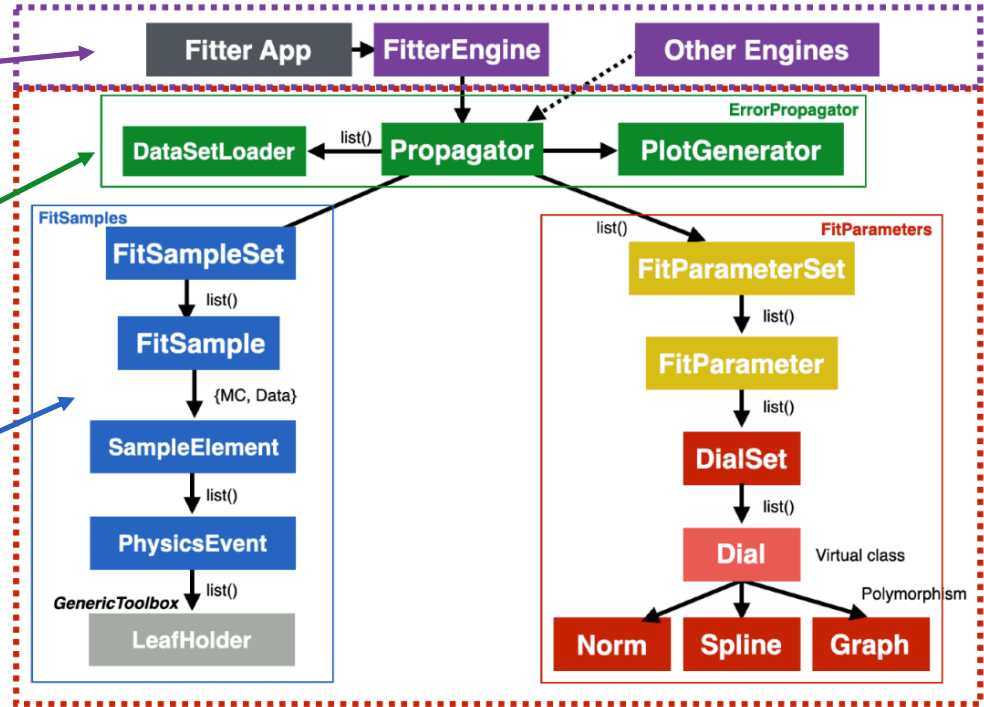 Fitter App
FitterEngine
Other Engines
ErrorPropagator
DataSetLoader
list()
Propagator
PlotGenerator
FitSamples
FitSampleSet
list()
FitSample
{MC, Data}
SampleElement
list()
PhysicsEvent
list()
GenericToolbox
LeafHolder
list()
FitParameters
FitParameterSet
list()
FitParameter
list()
DialSet
list()
Dial
Virtual class
Polymorphism
Norm
Spline
Graph